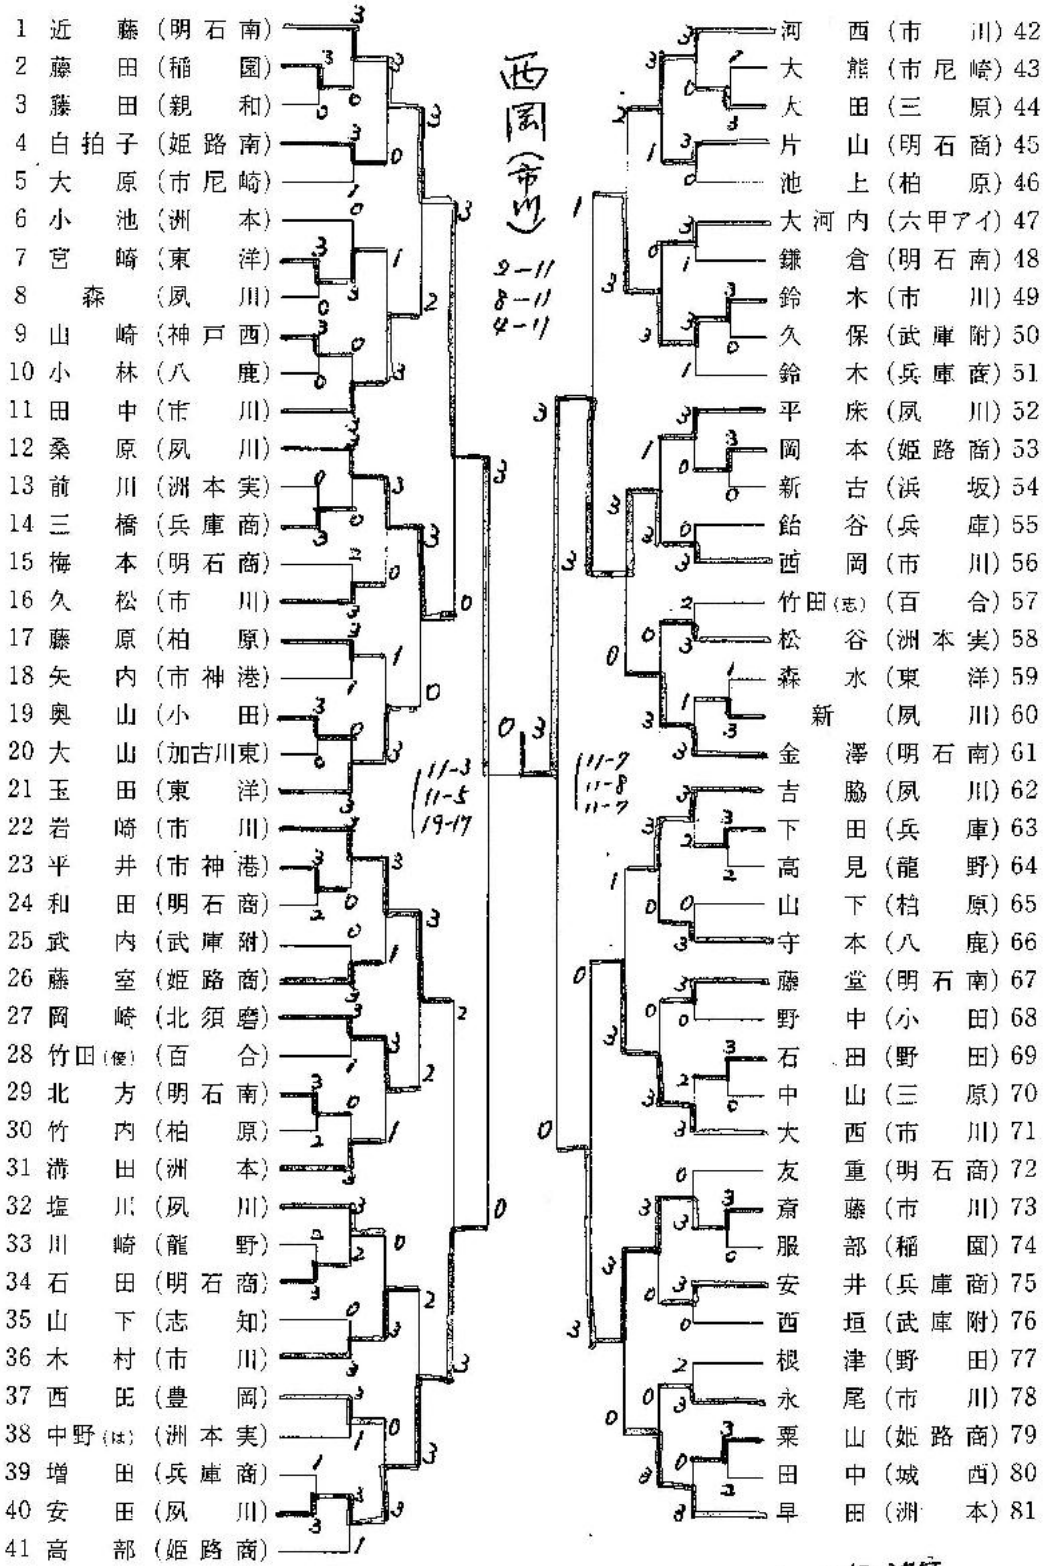 1 近藤 (明石南)
2 藤田 (稲園)
3 藤田 (親和)
4 白拍子 (姫路南)
5 大原 (市尼崎)
6 小池 (洲本)
7 宮崎 (東洋)
8 森 (夙川)
9 山崎 (神戸西)
10 小林 (八鹿)
11 田中 (市川)
12 桑原 (夙川)
13 前川 (洲本実)
14 三橋 (兵庫商)
15 梅本 (明石商)
16 久松 (市川)
17 藤原 (柏原)
18 矢内 (市神港)
19 奥山 (小田)
20 大山 (加古川東)
21 玉田 (東洋)
22 岩崎 (市川)
23 平井 (市神港)
24 和田 (明石商)
25 武内 (武庫附)
26 藤室 (姫路商)
27 岡崎 (北須磨)
28 竹田(優) (百合)
29 北方 (明石南)
30 竹内 (柏原)
31 溝田 (洲本)
32 塩川 (夙川)
33 川崎 (龍野)
34 石田 (明石商)
35 山下 (志知)
36 木村 (市川)
37 西田 (豊岡)
38 中野(は) (洲本実)
39 増田 (兵庫商)
40 安田 (夙川)
41 高部 (姫路商)
西岡(市川)
2-11
8-11
4-11
11-3
11-5
19-17
11-7
11-8
11-7
河西 (市川) 42
大熊 (市尼崎) 43
大田 (三原) 44
片山 (明石商) 45
池上 (柏原) 46
大河内 (六甲アイ) 47
鎌倉 (明石南) 48
鈴木 (市川) 49
久保 (武庫附) 50
鈴木 (兵庫商) 51
平床 (夙川) 52
岡本 (姫路商) 53
新古 (浜坂) 54
飴谷 (兵庫) 55
西岡 (市川) 56
竹田(恵) (百合) 57
松谷 (洲本実) 58
森水 (東洋) 59
新 (夙川) 60
金澤 (明石南) 61
吉脇 (夙川) 62
下田 (兵庫) 63
高見 (龍野) 64
山下 (柏原) 65
守本 (八鹿) 66
藤堂 (明石南) 67
野中 (小田) 68
石田 (野田) 69
中山 (三原) 70
大西 (市川) 71
友重 (明石商) 72
斎藤 (市川) 73
服部 (稲園) 74
安井 (兵庫商) 75
西垣 (武庫附) 76
根津 (野田) 77
永尾 (市川) 78
栗山 (姫路商) 79
田中 (城西) 80
早田 (洲本) 81